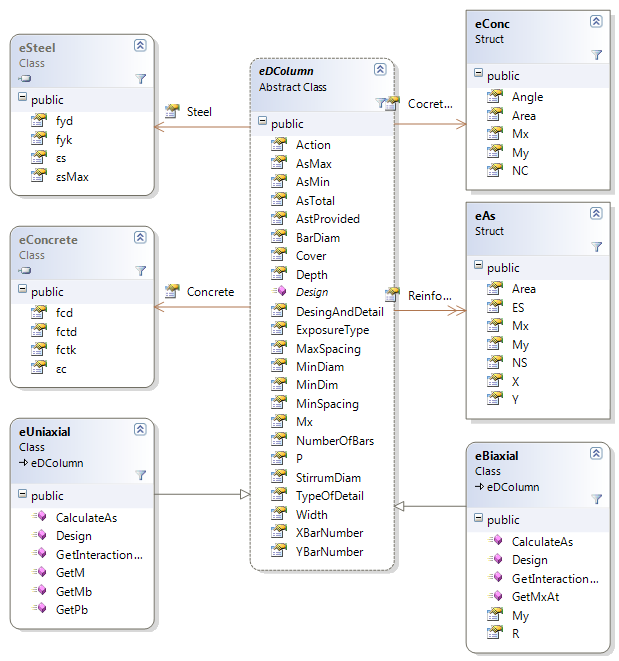 eSteel
Class
public
fyd
fyk
εs
εsMax
Steel
eConcrete
Class
public
fcd
fctd
fctk
εc
Concrete
eUniaxial
Class
eDColumn
public
CalculateAs
Design
GetInteraction...
GetM
GetMb
GetPb
eDColumn
Abstract Class
public
Action
AsMax
AsMin
AsTotal
AstProvided
BarDiam
Cover
Depth
Design
DesingAndDetail
ExposureType
MaxSpacing
MinDiam
MinDim
MinSpacing
Mx
NumberOfBars
P
StirrumDiam
TypeOfDetail
Width
XBarNumber
YBarNumber
Cocret...
eConc
Struct
public
Angle
Area
Mx
My
NC
Reinfo...
eAs
Struct
public
Area
ES
Mx
My
NS
X
Y
eBiaxial
Class
eDColumn
public
CalculateAs
Design
GetInteraction...
GetMxAt
My
R